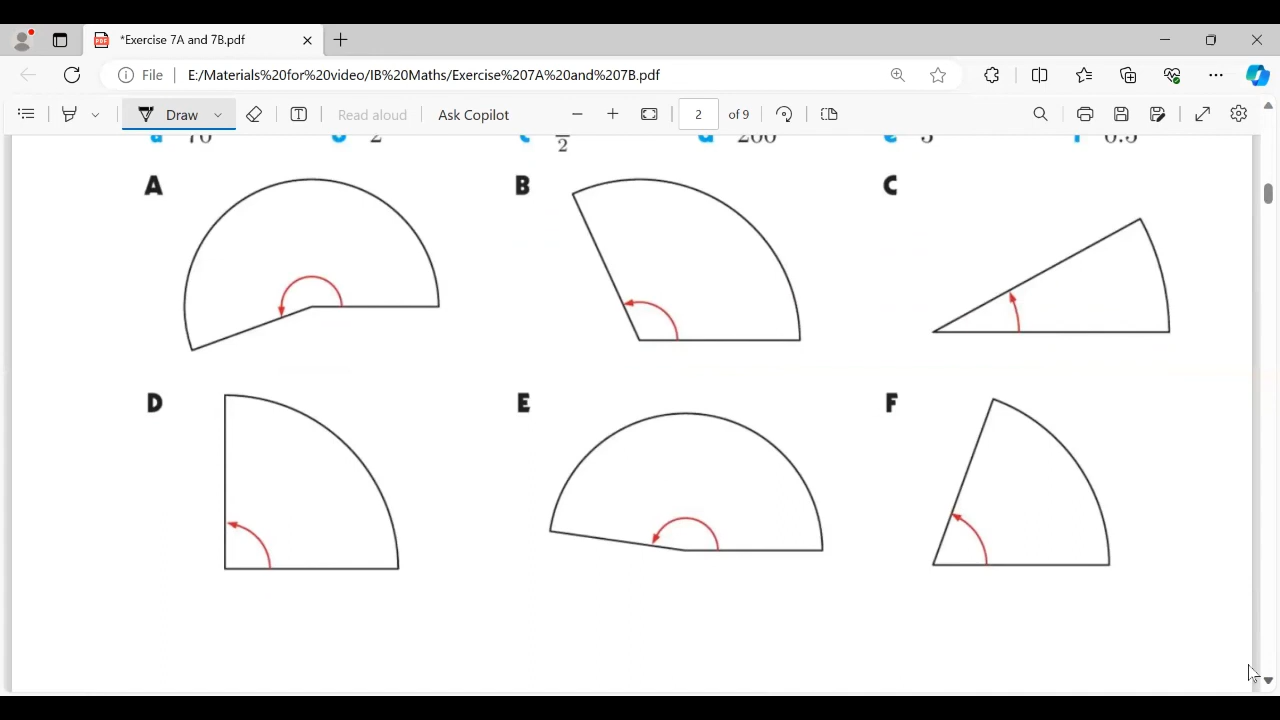 *Exercise 7A and 7B.pdf
File E:/Materials%20for%20video/IB%20Maths/Exercise%207A%20and%207B.pdf
Draw Read aloud Ask Copilot 2 of 9
2
A B C
D E F